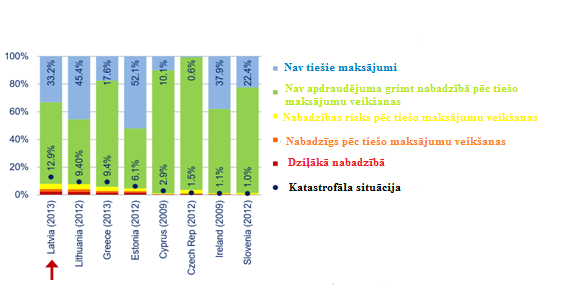 100%
80%
60%
40%
20%
0%
33.2%
45.4%
17.6%
52.1%
10.1%
0.6%
37.9%
22.4%
12.9%
9.40%
9.4%
6.1%
2.9%
1.5%
1.1%
1.0%
Latvia (2013)
Lithuania (2012)
Greece (2013)
Estonia (2012)
Cyprus (2009)
Czech Rep (2012)
Ireland (2009)
Slovenia (2012)
Nav tiešie maksājumi
Nav apdraudējuma grimt nabadzībā pēc tiešo
maksājumu veikšanas
Nabadzības risks pēc tiešo maksājumu veikšanas
Nabadzīgs pēc tiešo maksājumu veikšanas
Dziļākā nabadzībā
Katastrofāla situācija